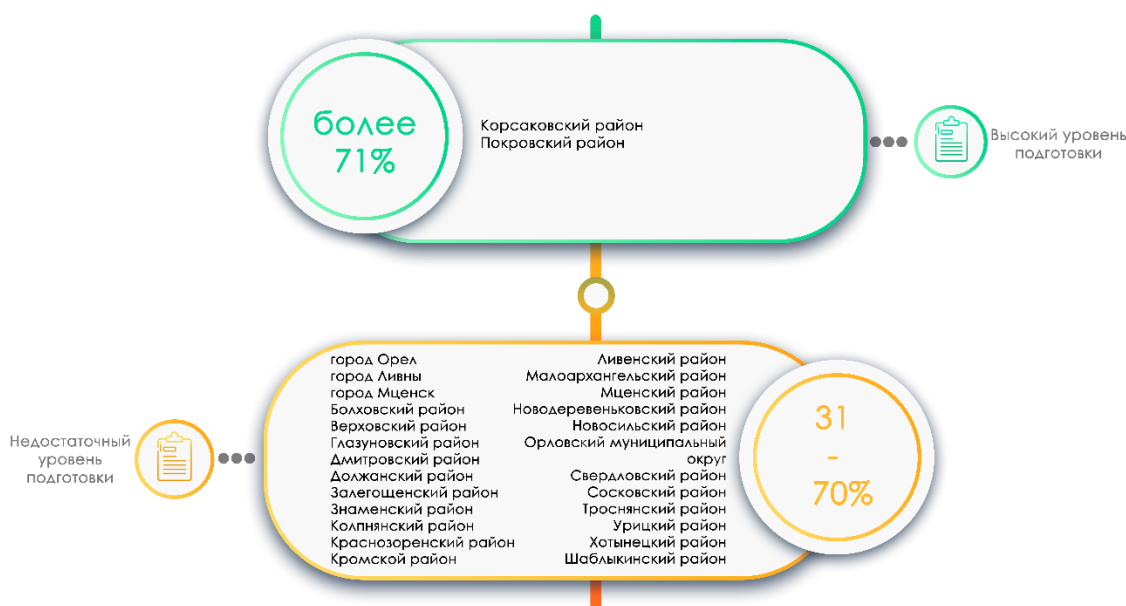 более
71%
Корсаковский район
Покровский район
Высокий уровень
подготовки
Недостаточный
уровень
подготовки
город Орел
город Ливны
город Мценск
Болховский район
Верховский район
Глазуновский район
Дмитровский район
Должанский район
Залегощенский район
Знаменский район
Колпнянский район
Краснозоренский район
Кромской район
Ливенский район
Малоархангельский район
Мценский район
Новодеревеньковский район
Новосильский район
Орловский муниципальный
округ
Свердловский район
Сосковский район
Троснянский район
Урицкий район
Хотынецкий район
Шаблыкинский район
31
-
70%